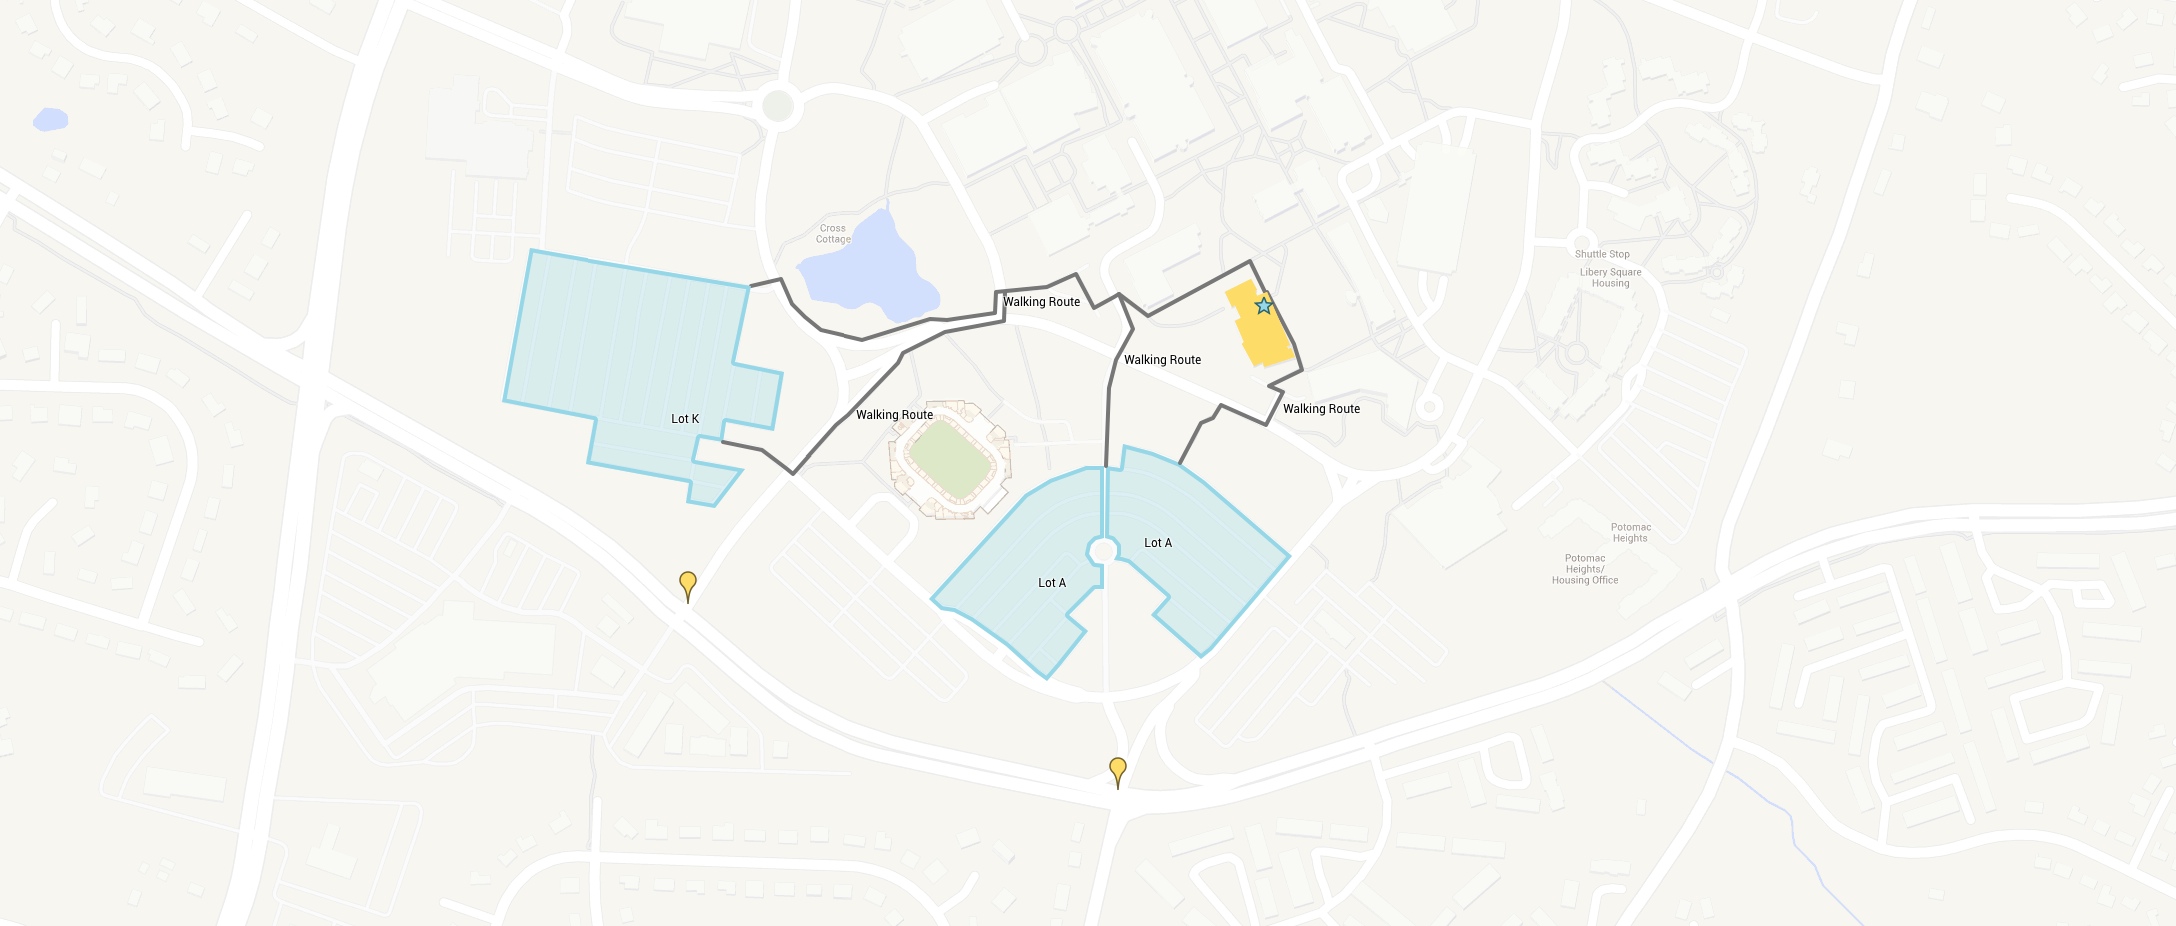 Cross
Cottage
Shuttle Stop
Libery Square
Housing
Walking Route
Walking Route
Walking Route
Walking Route
Lot K
Lot A
Lot A
Potomac
Heights
Potomac
Heights/
Housing Office